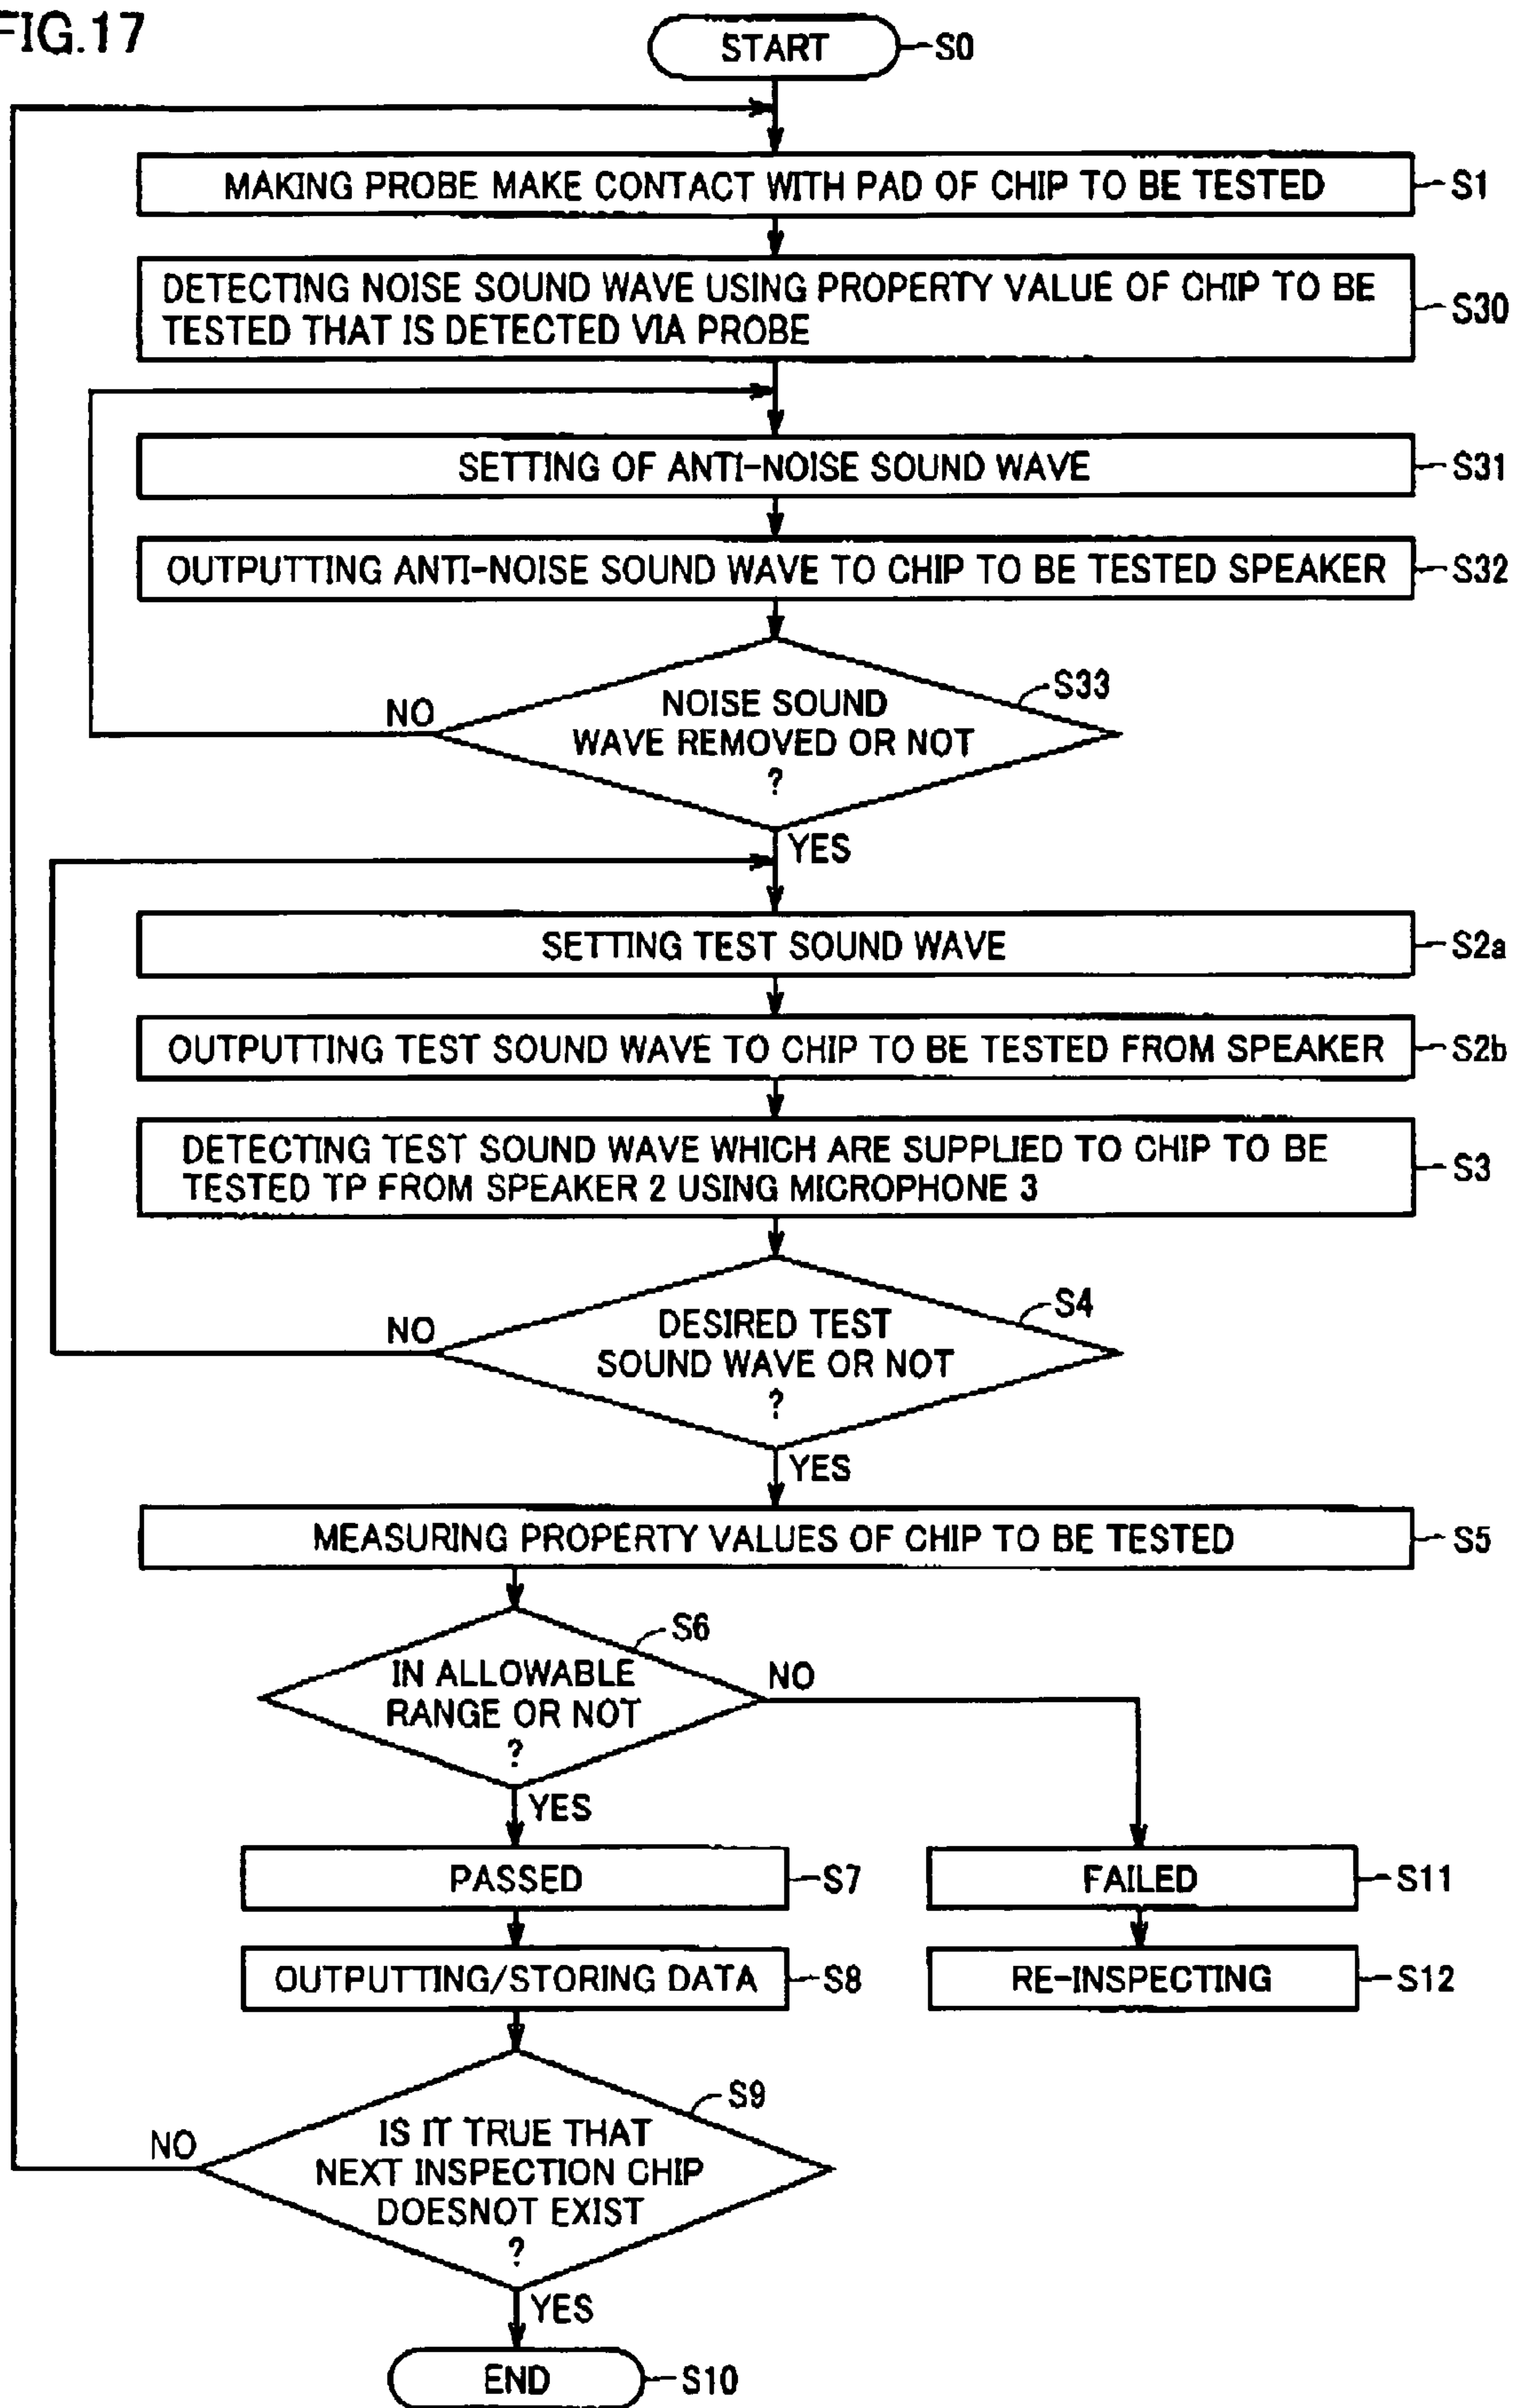 FIG.17
START
S0
MAKING PROBE MAKE CONTACT WITH PAD OF CHIP TO BE TESTED
S1
DETECTING NOISE SOUND WAVE USING PROPERTY VALUE OF CHIP TO BE
TESTED THAT IS DETECTED VIA PROBE
S30
SETTING OF ANTI-NOISE SOUND WAVE
S31
OUTPUTTING ANTI-NOISE SOUND WAVE TO CHIP TO BE TESTED SPEAKER
S32
S33
NOISE SOUND
WAVE REMOVED OR NOT
?
NO
YES
SETTING TEST SOUND WAVE
S2a
OUTPUTTING TEST SOUND WAVE TO CHIP TO BE TESTED FROM SPEAKER
S2b
DETECTING TEST SOUND WAVE WHICH ARE SUPPLIED TO CHIP TO BE
TESTED TP FROM SPEAKER 2 USING MICROPHONE 3
S3
S4
DESIRED TEST
SOUND WAVE OR NOT
?
NO
YES
MEASURING PROPERTY VALUES OF CHIP TO BE TESTED
S5
S6
IN ALLOWABLE
RANGE OR NOT
?
NO
YES
PASSED
S7
FAILED
S11
OUTPUTTING/STORING DATA
S8
RE-INSPECTING
S12
S9
IS IT TRUE THAT
NEXT INSPECTION CHIP
DOESNOT EXIST
?
NO
YES
END
S10